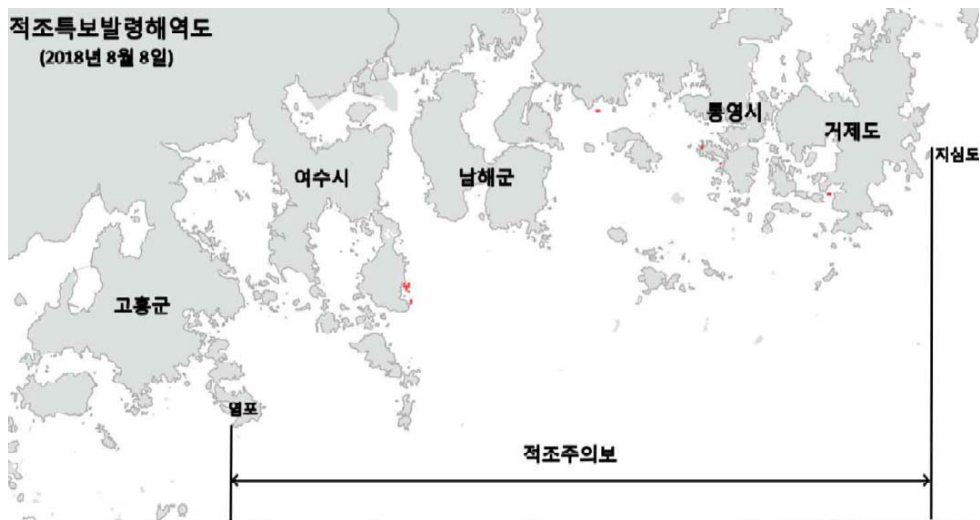 적조특보발령해역도
(2018년 8월 8일)
통영시
거제도
지심도
여수시
남해군
고흥군
염포
적조주의보